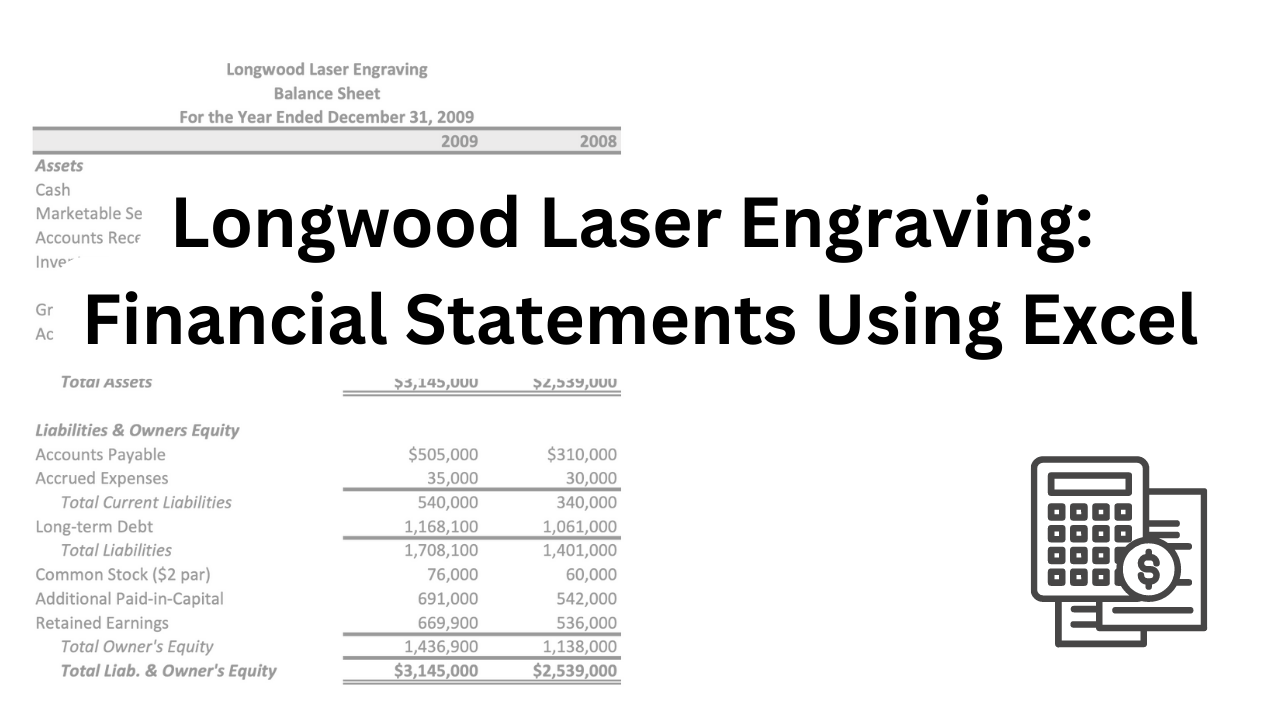 Longwood Laser Engraving
Balance Sheet
For the Year Ended December 31, 2009
2009 2008
Assets
Cash
Marketable Se
Accounts Rece
Longwood Laser Engraving:
Financial Statements Using Excel
Gr
Ac
Total Assets $3,145,000 $2,539,000
Liabilities & Owners Equity
Accounts Payable $505,000 $310,000
Accrued Expenses 35,000 30,000
Total Current Liabilities 540,000 340,000
Long-term Debt 1,168,100 1,061,000
Total Liabilities 1,708,100 1,401,000
Common Stock ($2 par) 76,000 60,000
Additional Paid-in-Capital 691,000 542,000
Retained Earnings 669,900 536,000
Total Owner's Equity 1,436,900 1,138,000
Total Liab. & Owner's Equity $3,145,000 $2,539,000
$